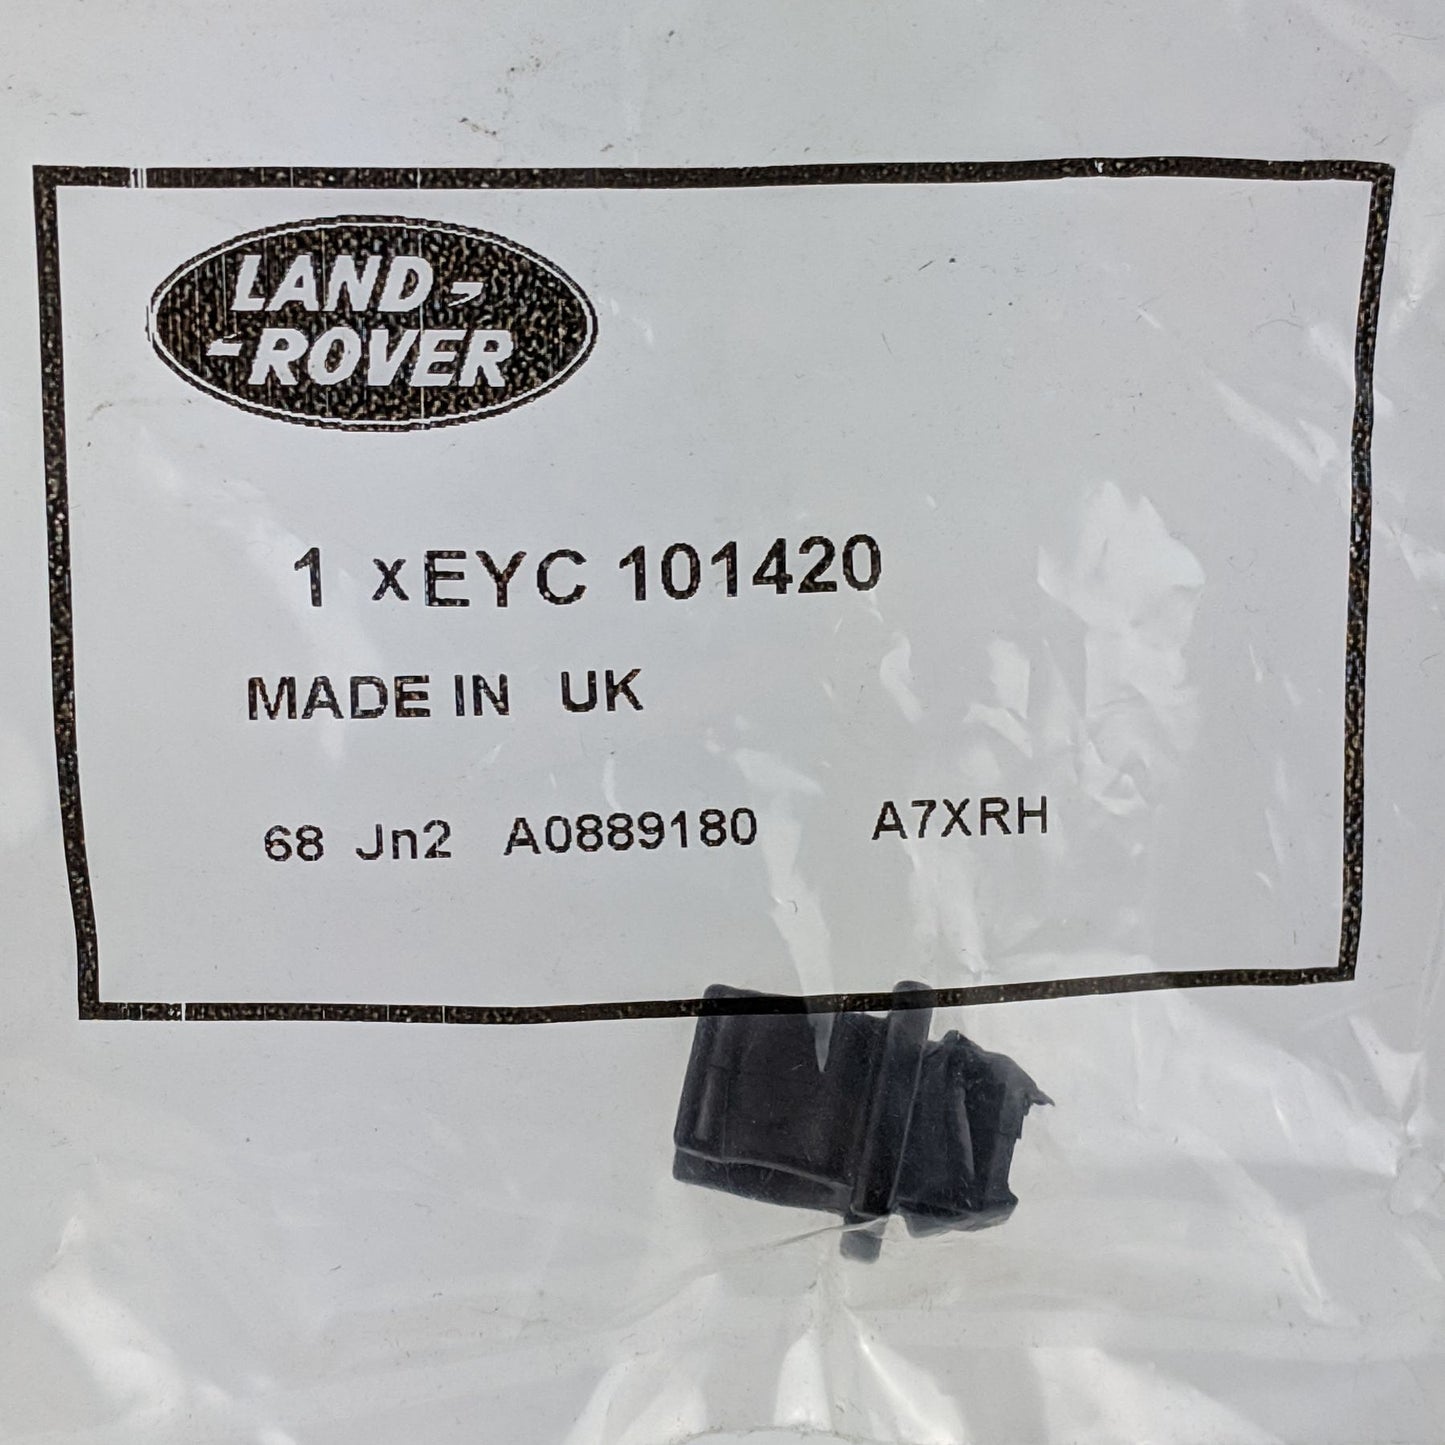 LAND-
-ROVER
1 xEYC 101420
MADE IN UK
68 Jn2 A0889180 A7XRH